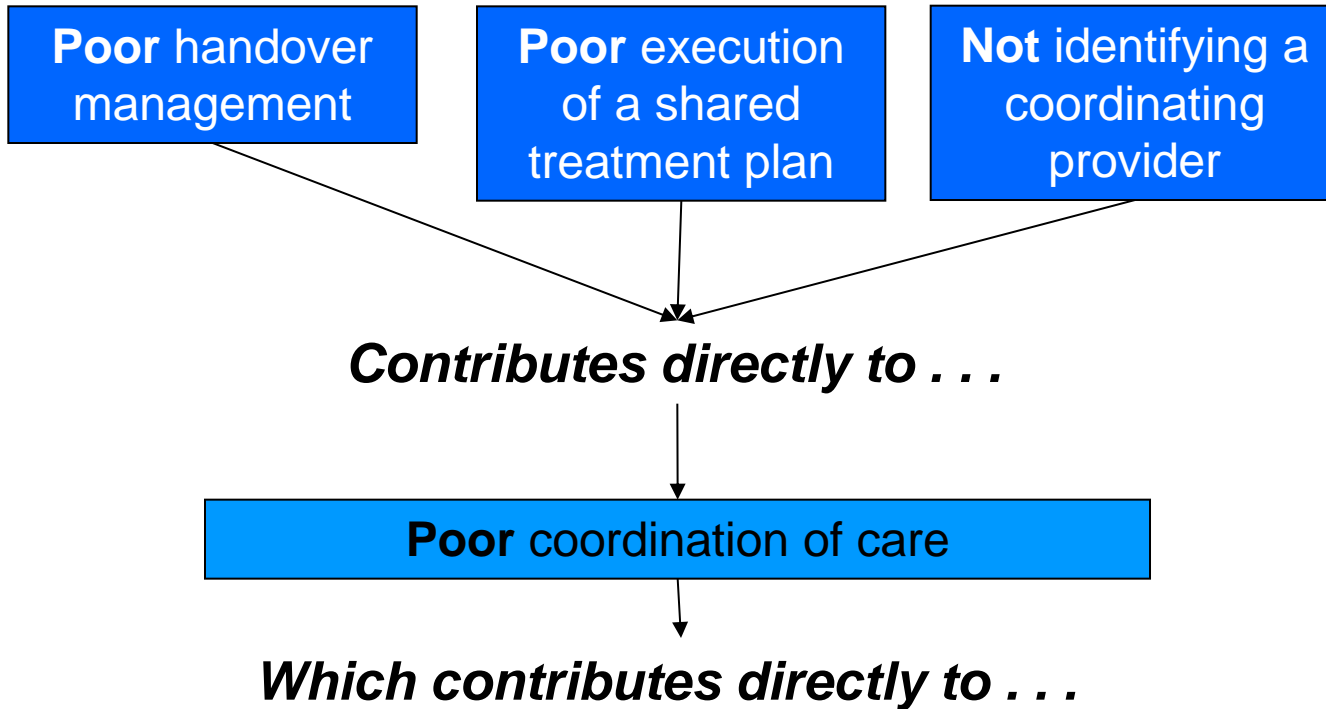 Poor handover
management
Poor execution
of a shared
treatment plan
Not identifying a
coordinating
provider
Contributes directly to . . .
Poor coordination of care
Which contributes directly to . . .